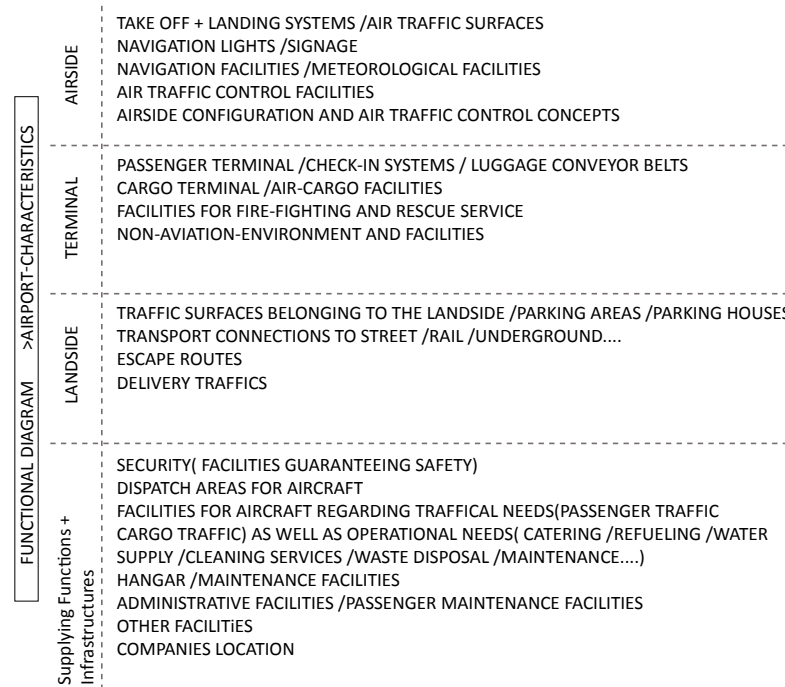 FUNCTIONAL DIAGRAM >AIRPORT-CHARACTERISTICS
AIRSIDE
TAKE OFF + LANDING SYSTEMS /AIR TRAFFIC SURFACES
NAVIGATION LIGHTS /SIGNAGE
NAVIGATION FACILITIES /METEOROLOGICAL FACILITIES
AIR TRAFFIC CONTROL FACILITIES
AIRSIDE CONFIGURATION AND AIR TRAFFIC CONTROL CONCEPTS
TERMINAL
PASSENGER TERMINAL /CHECK-IN SYSTEMS / LUGGAGE CONVEYOR BELTS
CARGO TERMINAL /AIR-CARGO FACILITIES
FACILITIES FOR FIRE-FIGHTING AND RESCUE SERVICE
NON-AVIATION-ENVIRONMENT AND FACILITIES
LANDSIDE
TRAFFIC SURFACES BELONGING TO THE LANDSIDE /PARKING AREAS /PARKING HOUSES
TRANSPORT CONNECTIONS TO STREET /RAIL /UNDERGROUND....
ESCAPE ROUTES
DELIVERY TRAFFICS
Supplying Functions +
Infrastructures
SECURITY( FACILITIES GUARANTEEING SAFETY)
DISPATCH AREAS FOR AIRCRAFT
FACILITIES FOR AIRCRAFT REGARDING TRAFFICAL NEEDS(PASSENGER TRAFFIC
CARGO TRAFFIC) AS WELL AS OPERATIONAL NEEDS( CATERING /REFUELING /WATER
SUPPLY /CLEANING SERVICES /WASTE DISPOSAL /MAINTENANCE....)
HANGAR /MAINTENANCE FACILITIES
ADMINISTRATIVE FACILITIES /PASSENGER MAINTENANCE FACILITIES
OTHER FACILITiES
COMPANIES LOCATION